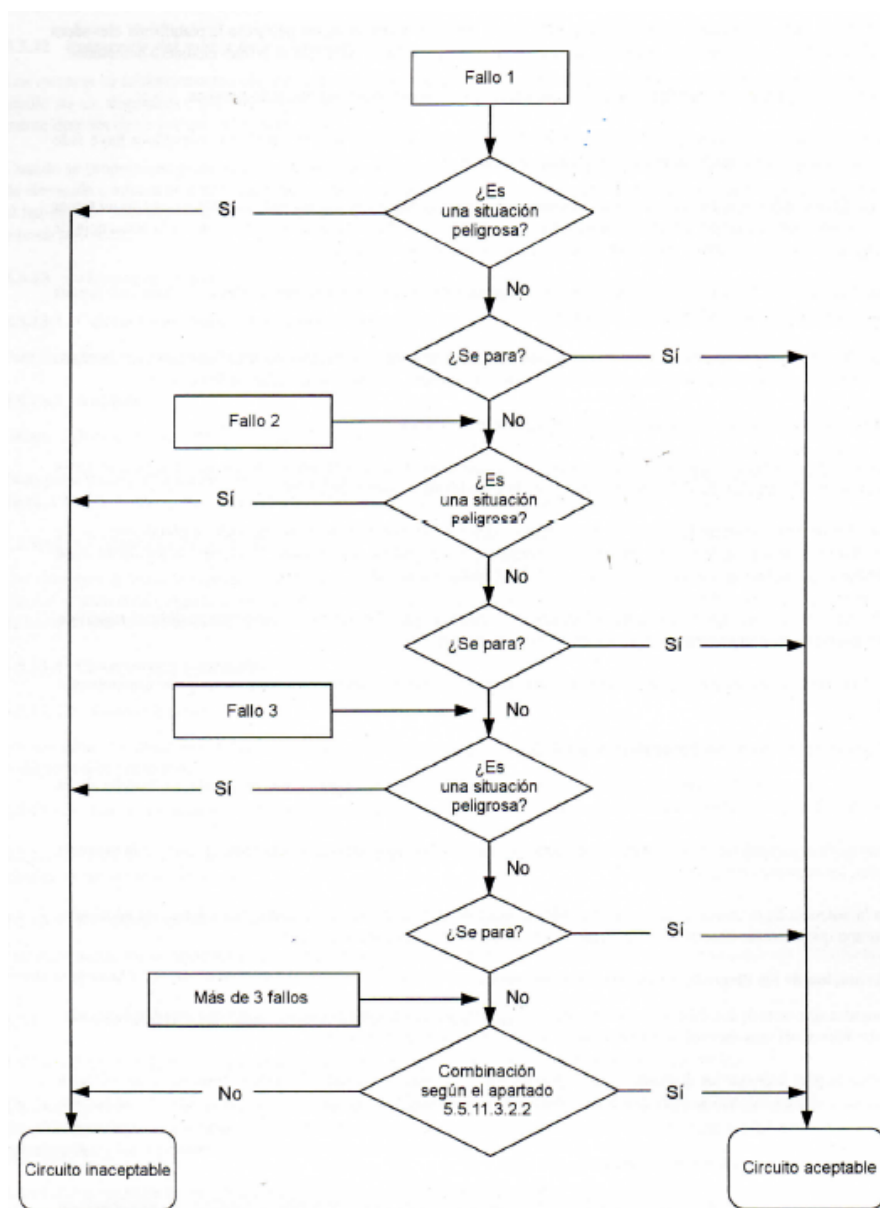 Fallo 1
¿Es
una situación
peligrosa?
Sí
No
¿Se para?
Sí
Fallo 2
No
¿Es
una situación
peligrosa?
Sí
No
¿Se para?
Sí
Fallo 3
No
¿Es
una situación
peligrosa?
Sí
No
¿Se para?
Sí
Más de 3 fallos
No
Combinación
según el apartado
5.5.11.3.2.2
No
Sí
Circuito inaceptable
Circuito aceptable